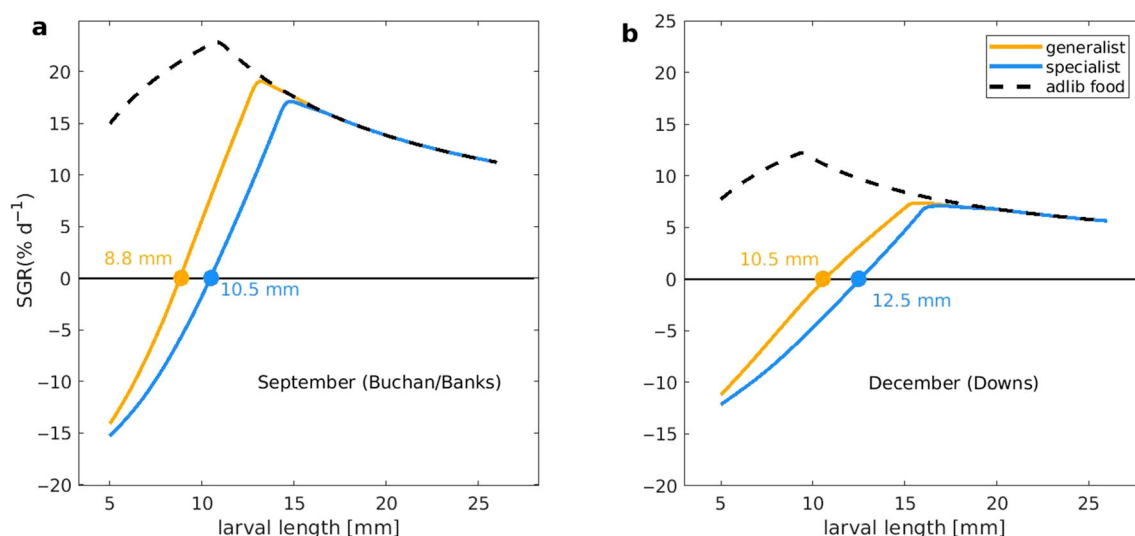 a
SGR(% d⁻¹)
20
15
10
5
0
−5
−10
−15
−20
8.8 mm
10.5 mm
September (Buchan/Banks)
5
10
15
20
25
larval length [mm]
b
25
20
15
10
5
0
−5
−10
−15
−20
generalist
specialist
adlib food
10.5 mm
12.5 mm
December (Downs)
5
10
15
20
25
larval length [mm]